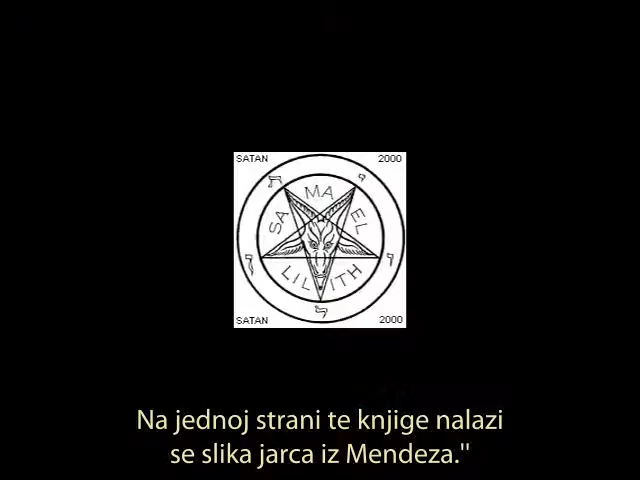 SATAN 2000
SA MA EL
LILITH
ת
י
ו
ן
ל
SATAN 2000
Na jednoj strani te knjige nalazi
se slika jarca iz Mendeza."